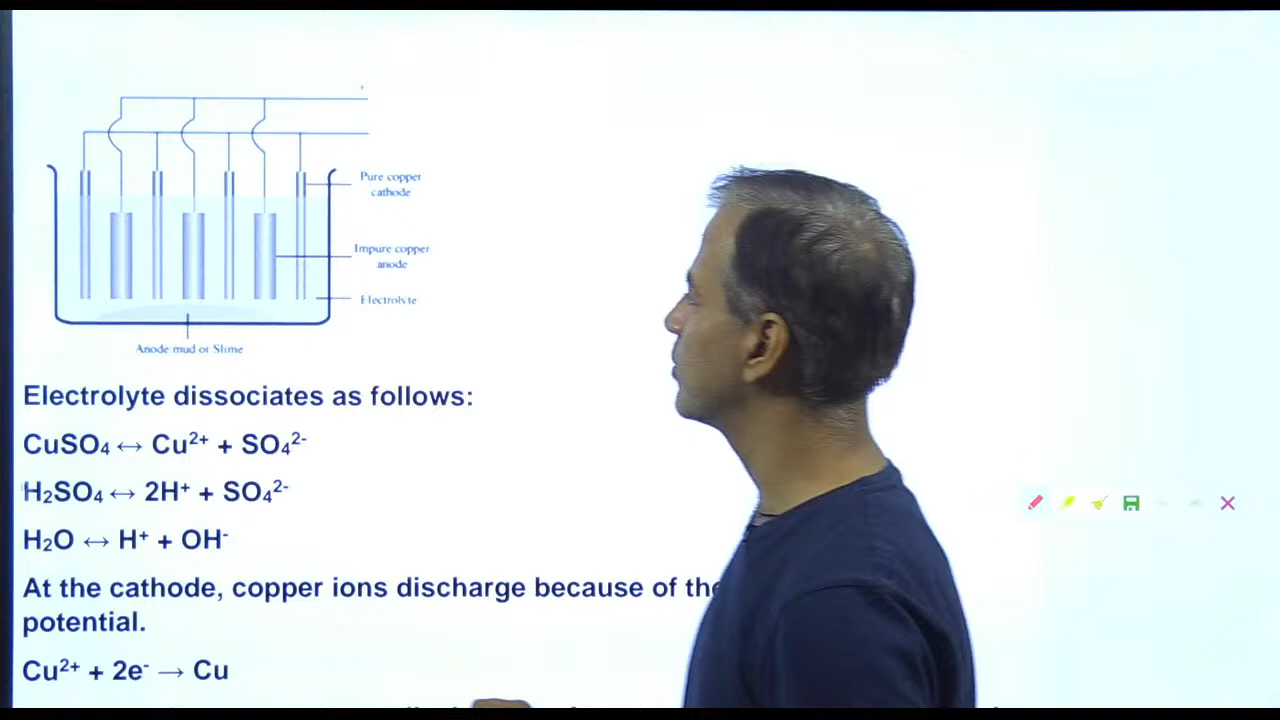 Pure copper
cathode
Impure copper
anode
Electrolyte
Anode mud or Slime
Electrolyte dissociates as follows:
CuSO₄ ↔ Cu²⁺ + SO₄²⁻
H₂SO₄ ↔ 2H⁺ + SO₄²⁻
H₂O ↔ H⁺ + OH⁻
At the cathode, copper ions discharge because of the
potential.
Cu²⁺ + 2e⁻ → Cu